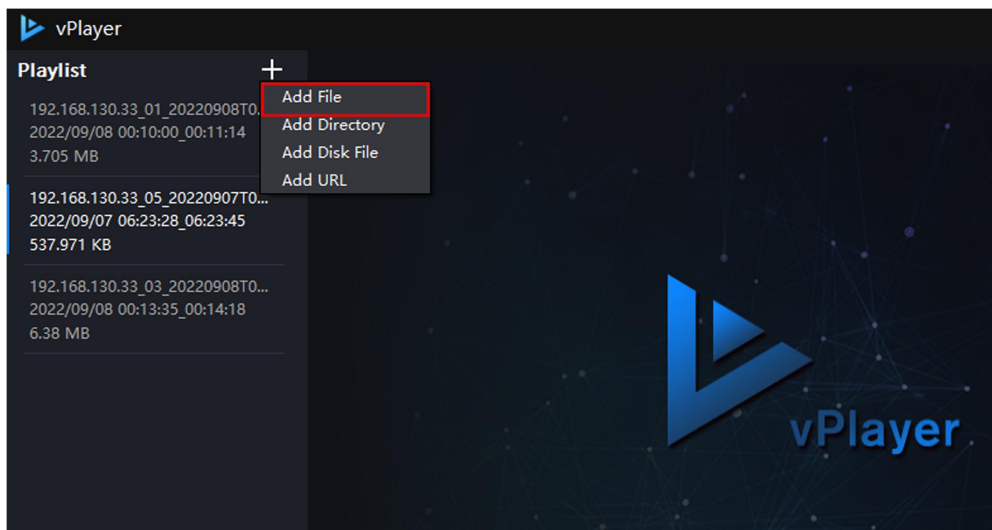 vPlayer
Playlist
Add File
Add Directory
Add Disk File
Add URL
192.168.130.33_01_20220908T0.
2022/09/08 00:10:00_00:11:14
3.705 MB
192.168.130.33_05_20220907T0...
2022/09/07 06:23:28_06:23:45
537.971 KB
192.168.130.33_03_20220908T0...
2022/09/08 00:13:35_00:14:18
6.38 MB
vPlayer